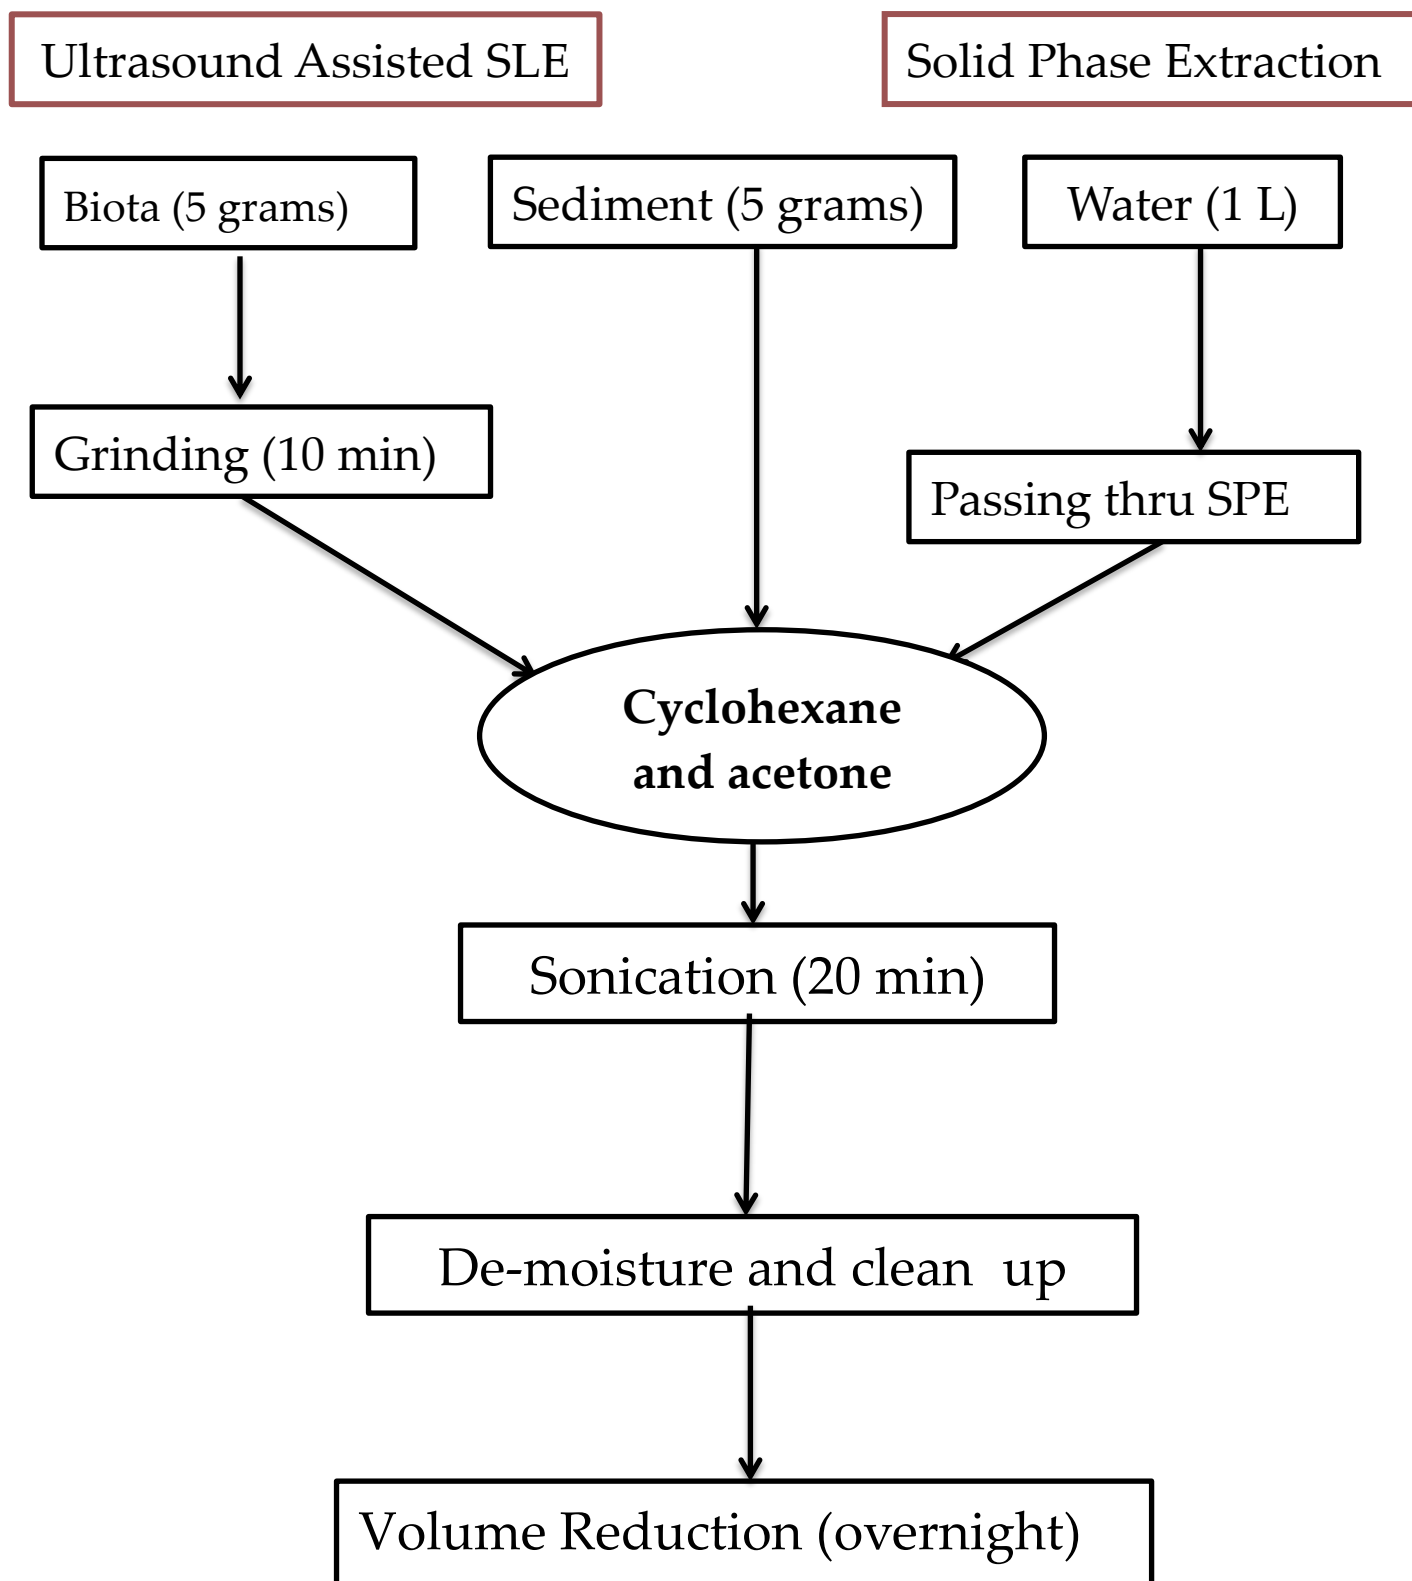 Ultrasound Assisted SLE
Solid Phase Extraction
Biota (5 grams)
Sediment (5 grams)
Water (1 L)
Grinding (10 min)
Passing thru SPE
Cyclohexane
and acetone
Sonication (20 min)
De-moisture and clean up
Volume Reduction (overnight)